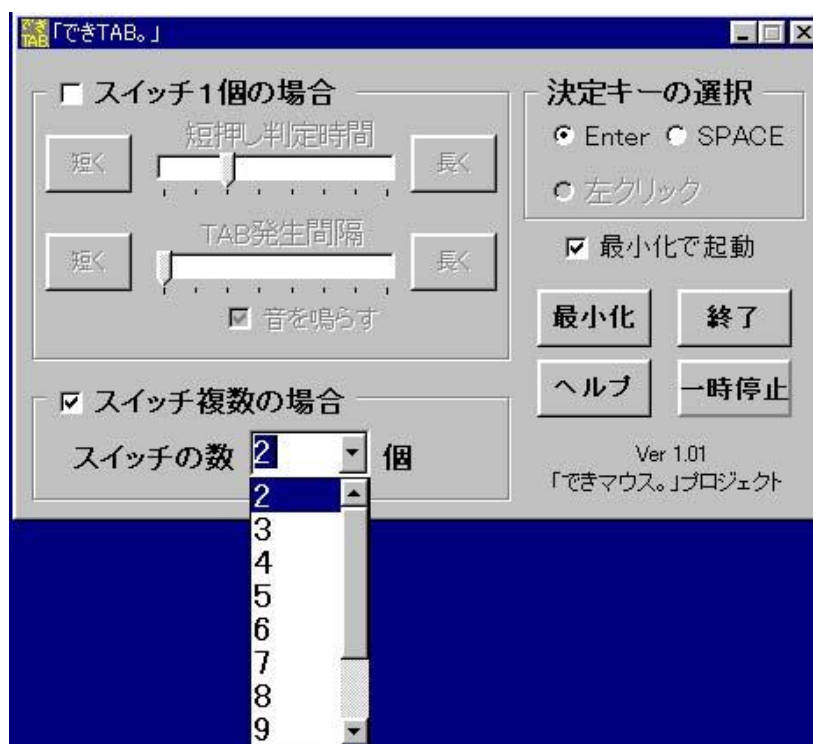 でき
TAB
「できTAB。」
スイッチ1個の場合
短押し判定時間
短く
長く
TAB発生間隔
短く
長く
音を鳴らす
スイッチ複数の場合
スイッチの数 2 個
2
3
4
5
6
7
8
9
決定キーの選択
Enter SPACE
左クリック
最小化で起動
最小化 終了
ヘルプ 一時停止
Ver 1.01
「できマウス。」プロジェクト